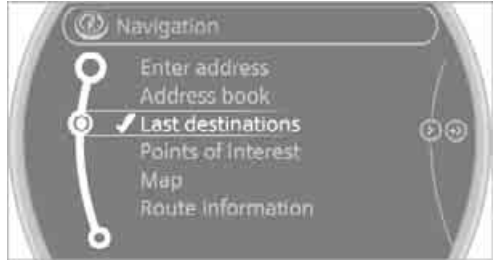 Navigation
Enter address
Address book
Last destinations
Points of Interest
Map
Route information